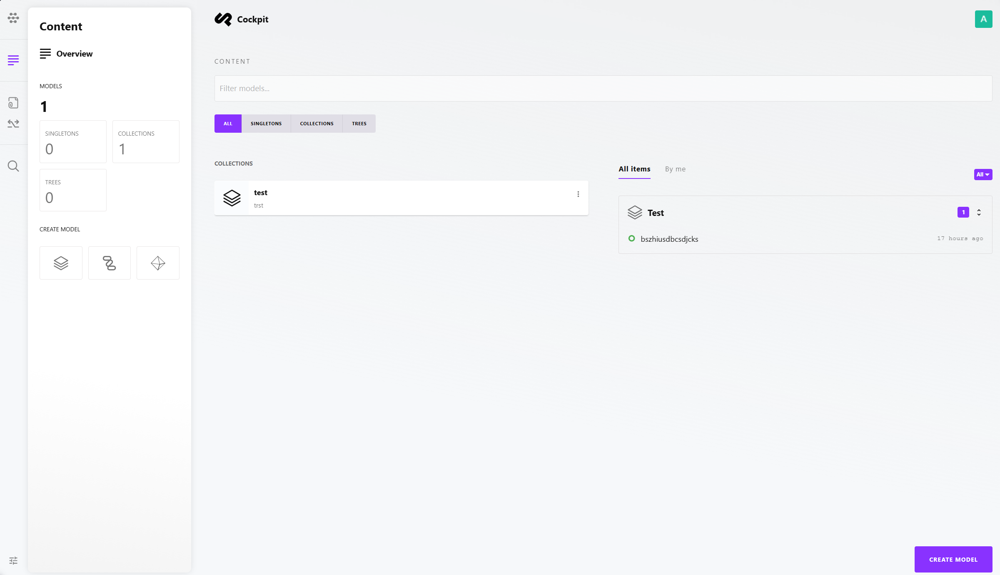 Content
Overview
MODELS
1
SINGLETONS
0
COLLECTIONS
1
TREES
0
CREATE MODEL
Cockpit
A
CONTENT
Filter models...
ALL SINGLETONS COLLECTIONS TREES
COLLECTIONS
test
trst
All items By me
All
Test 1
bszhiusdbcsdjcks 17 hours ago
CREATE MODEL